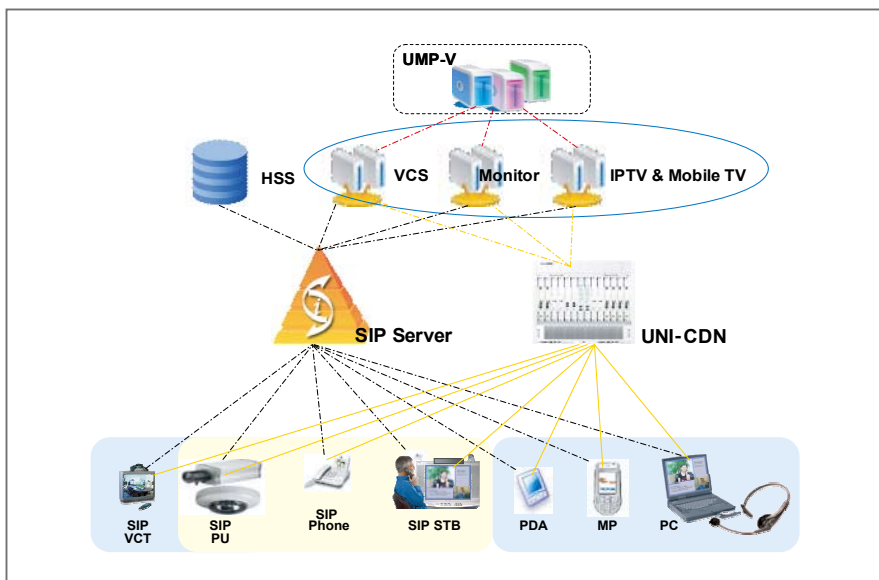 UMP-V
HSS
VCS
Monitor
IPTV & Mobile TV
SIP Server
UNI-CDN
SIP
VCT
SIP
PU
SIP
Phone
SIP STB
PDA
MP
PC